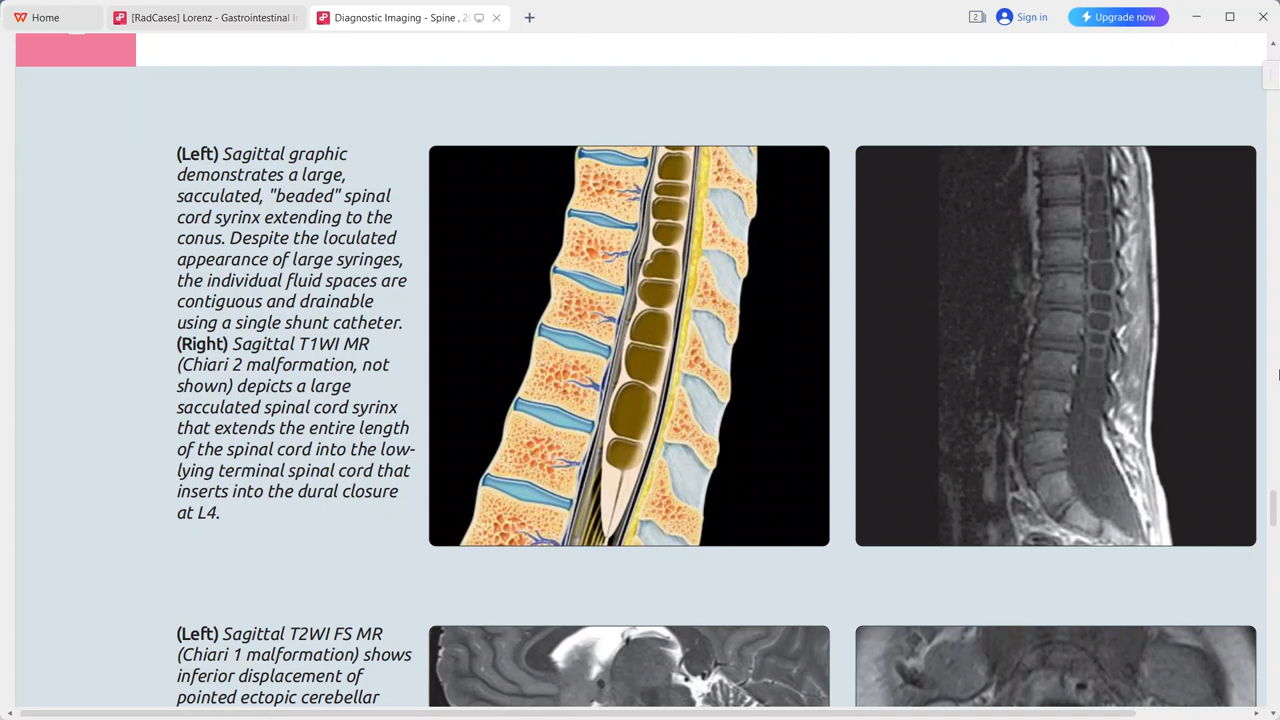 Home
[RadCases] Lorenz - Gastrointestinal
Diagnostic Imaging - Spine , 2
2
Sign in
Upgrade now
(Left) Sagittal graphic
demonstrates a large,
sacculated, "beaded" spinal
cord syrinx extending to the
conus. Despite the loculated
appearance of large syringes,
the individual fluid spaces are
contiguous and drainable
using a single shunt catheter.
(Right) Sagittal T1WI MR
(Chiari 2 malformation, not
shown) depicts a large
sacculated spinal cord syrinx
that extends the entire length
of the spinal cord into the low-
lying terminal spinal cord that
inserts into the dural closure
at L4.
(Left) Sagittal T2WI FS MR
(Chiari 1 malformation) shows
inferior displacement of
pointed ectopic cerebellar